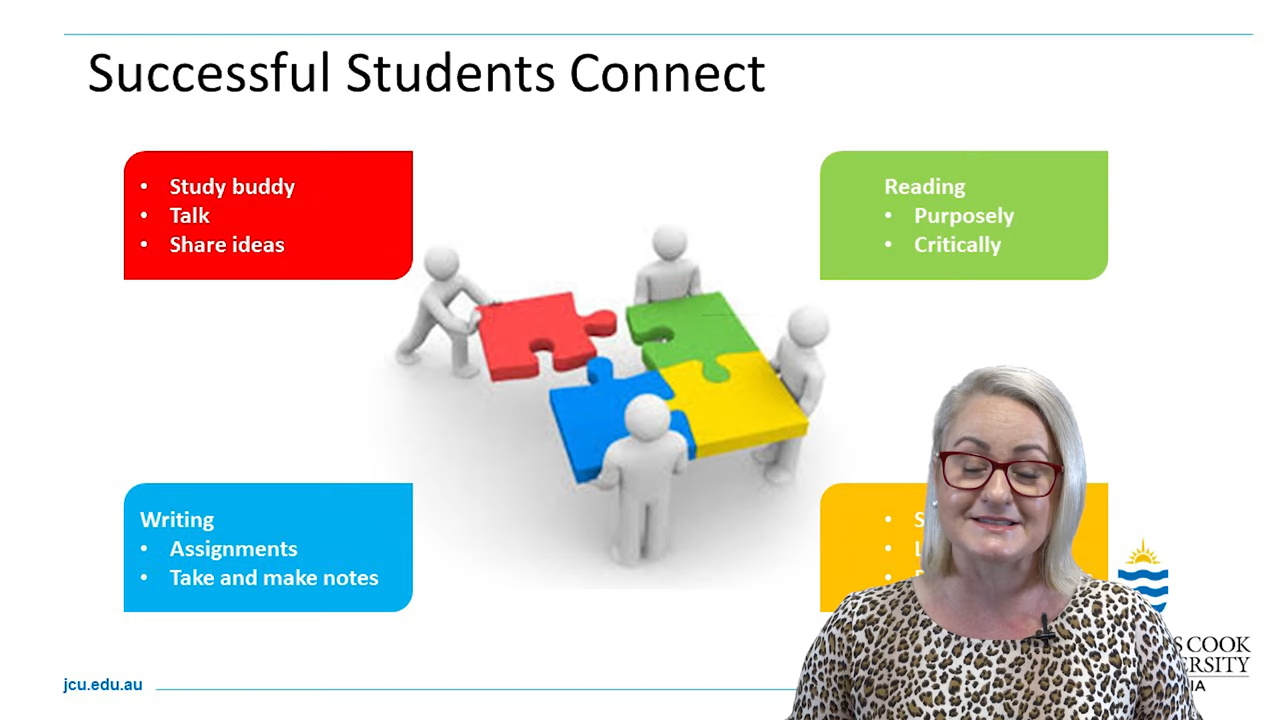 Successful Students Connect
• Study buddy
• Talk
• Share ideas
Reading
• Purposely
• Critically
Writing
• Assignments
• Take and make notes
jcu.edu.au
COOK